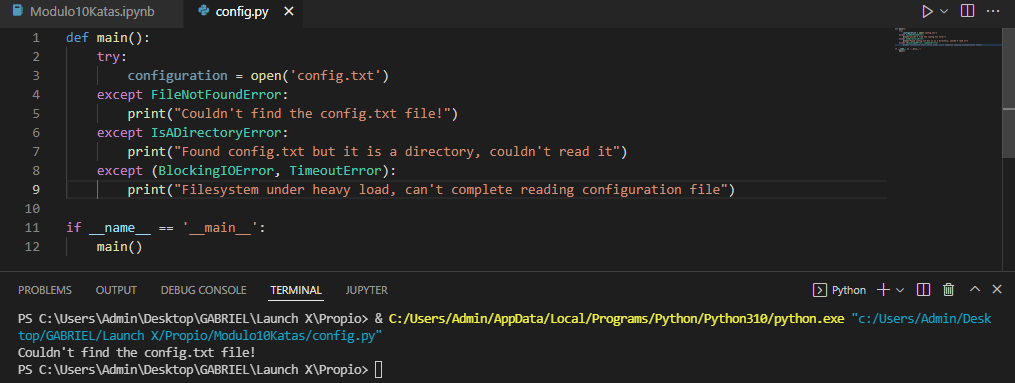 Modulo10Katas.ipynb
config.py
1 def main():
2     try:
3         configuration = open('config.txt')
4     except FileNotFoundError:
5         print("Couldn't find the config.txt file!")
6     except IsADirectoryError:
7         print("Found config.txt but it is a directory, couldn't read it")
8     except (BlockingIOError, TimeoutError):
9         print("Filesystem under heavy load, can't complete reading configuration file")
10
11 if __name__ == '__main__':
12     main()
PROBLEMS OUTPUT DEBUG CONSOLE TERMINAL JUPYTER Python
PS C:\Users\Admin\Desktop\GABRIEL\Launch X\Propio> & C:/Users/Admin/AppData/Local/Programs/Python/Python310/python.exe "c:/Users/Admin/Desk
top/GABRIEL/Launch X/Propio/Modulo10Katas/config.py"
Couldn't find the config.txt file!
PS C:\Users\Admin\Desktop\GABRIEL\Launch X\Propio>